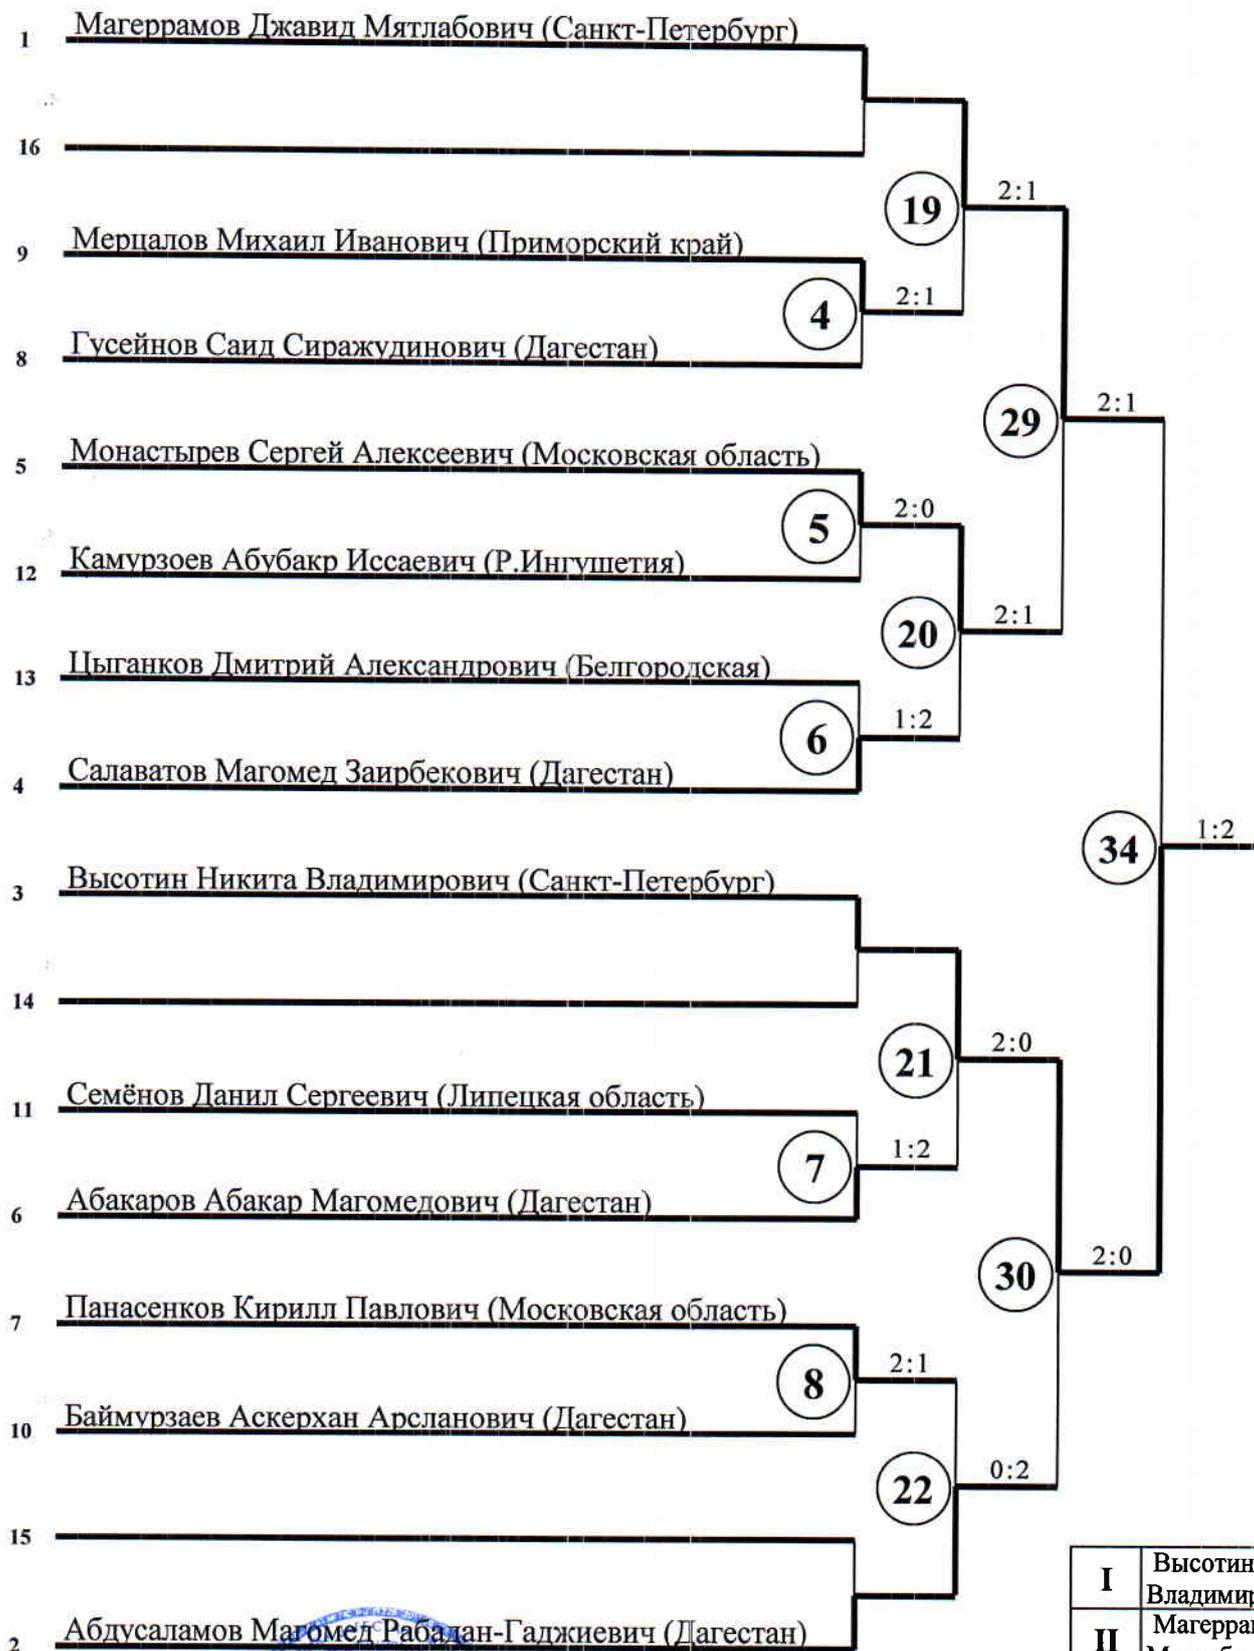 1 Магеррамов Джавид Мятлабович (Санкт-Петербург)
16
19
2:1
9 Мерцалов Михаил Иванович (Приморский край)
4
2:1
8 Гусейнов Саид Сиражудинович (Дагестан)
29
2:1
5 Монастырев Сергей Алексеевич (Московская область)
5
2:0
12 Камурзоев Абубакр Иссаевич (Р.Ингушетия)
20
2:1
13 Цыганков Дмитрий Александрович (Белгородская)
6
1:2
4 Салаватов Магомед Заирбекович (Дагестан)
34
1:2
3 Высотин Никита Владимирович (Санкт-Петербург)
14
21
2:0
11 Семёнов Данил Сергеевич (Липецкая область)
7
1:2
6 Абакаров Абакар Магомедович (Дагестан)
30
2:0
7 Панасенков Кирилл Павлович (Московская область)
8
2:1
10 Баймурзаев Аскерхан Арсланович (Дагестан)
22
0:2
15
2 Абдусаламов Магомед Рабадан-Гаджиевич (Дагестан)
I Высотин
Владимир
II Магеррам